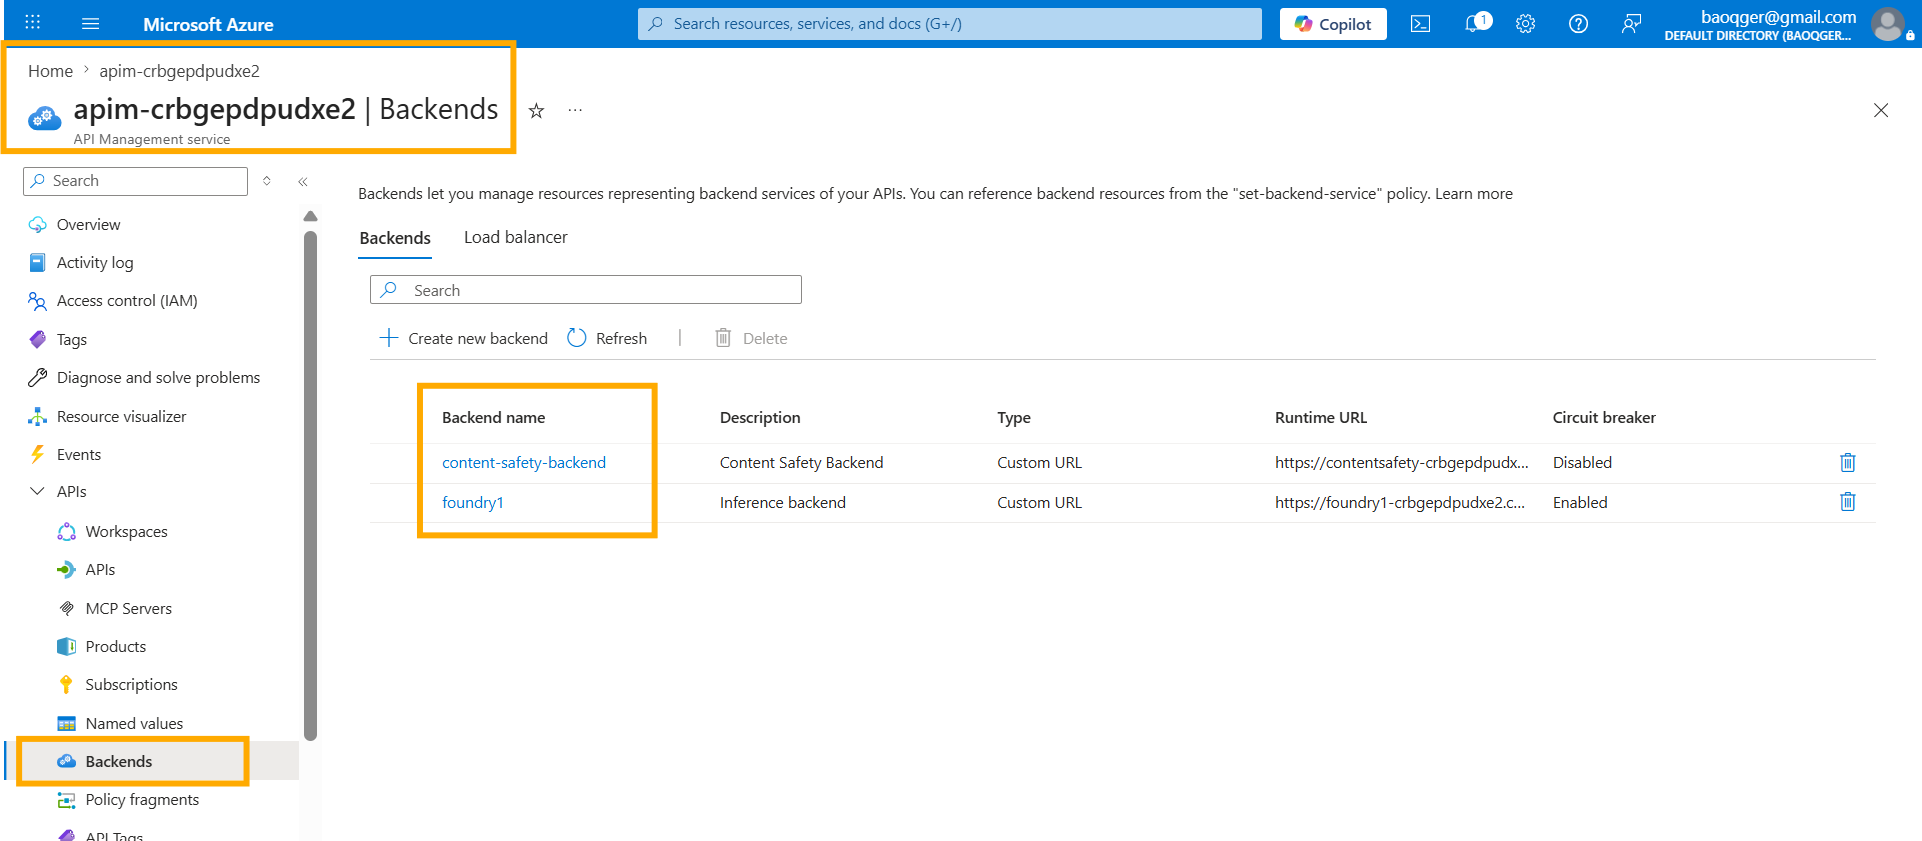 Microsoft Azure
Search resources, services, and docs (G+/)
Copilot
1
baoqger@gmail.com
DEFAULT DIRECTORY (BAOQGER...
Home > apim-crbgepdpudxe2
apim-crbgepdpudxe2 | Backends
API Management service
Search
Overview
Activity log
Access control (IAM)
Tags
Diagnose and solve problems
Resource visualizer
Events
APIs
Workspaces
APIs
MCP Servers
Products
Subscriptions
Named values
Backends
Policy fragments
API Tags
Backends let you manage resources representing backend services of your APIs. You can reference backend resources from the "set-backend-service" policy. Learn more
Backends Load balancer
Search
Create new backend Refresh | Delete
Backend name Description Type Runtime URL Circuit breaker
content-safety-backend Content Safety Backend Custom URL https://contentsafety-crbgepdpudx... Disabled
foundry1 Inference backend Custom URL https://foundry1-crbgepdpudxe2.c... Enabled